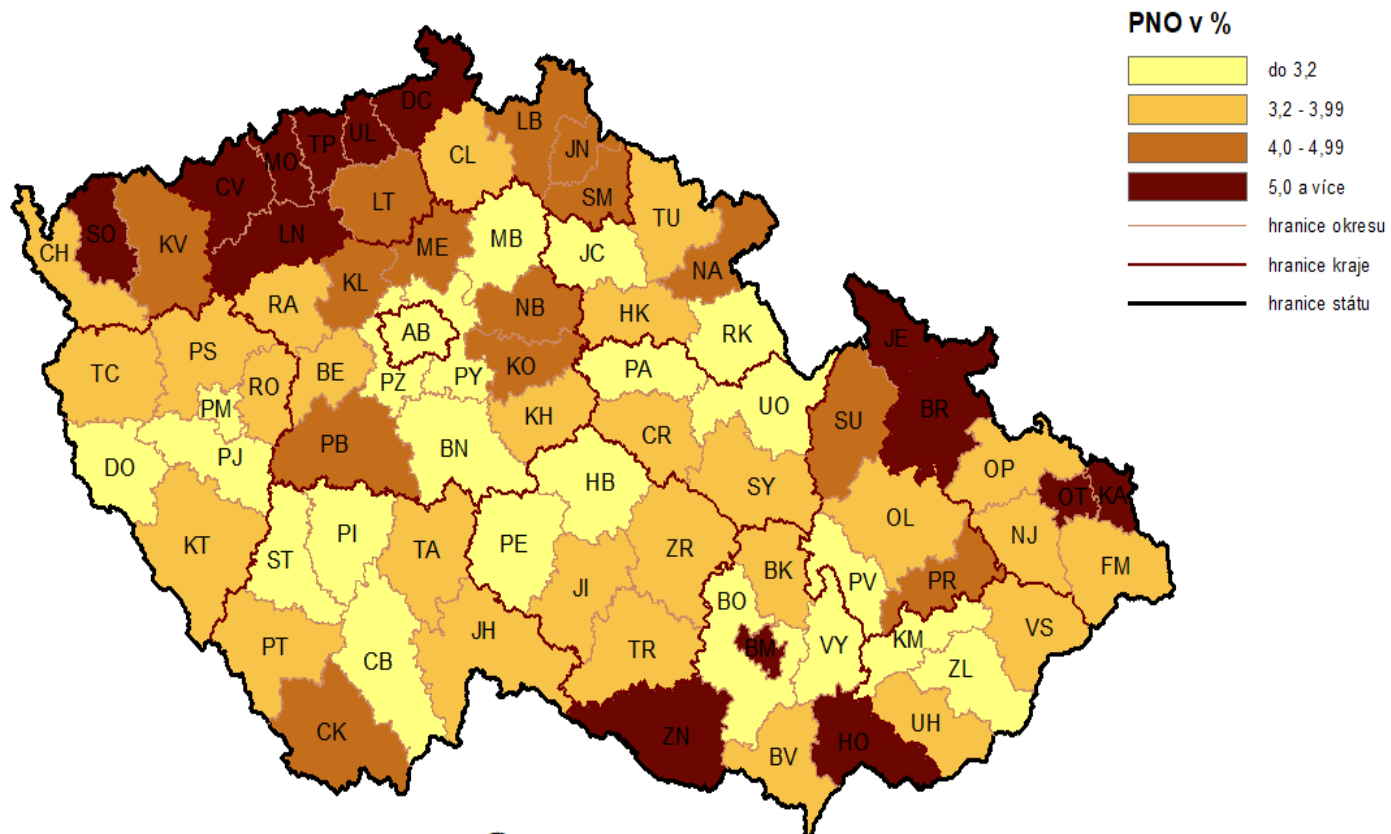 PNO v %
do 3,2
3,2 - 3,99
4,0 - 4,99
5,0 a více
hranice okresu
hranice kraje
hranice státu
DC
LB
UL
TP
JN
MO
CL
CV
LT
SM
TU
SO
KV
LN
ME
MB
JC
CH
NA
KL
RA
NB
HK
AB
RK
JE
PS
TC
BE
PZ
PY
KO
PA
RO
PM
UO
BR
KH
SU
PB
BN
CR
DO
PJ
OP
HB
SY
OT
KA
OL
PI
NJ
KT
ST
TA
PE
ZR
FM
BK
PV
PR
JI
BO
JH
VS
PT
CB
TR
BM
VY
KM
ZL
CK
ZN
HO
UH
BV